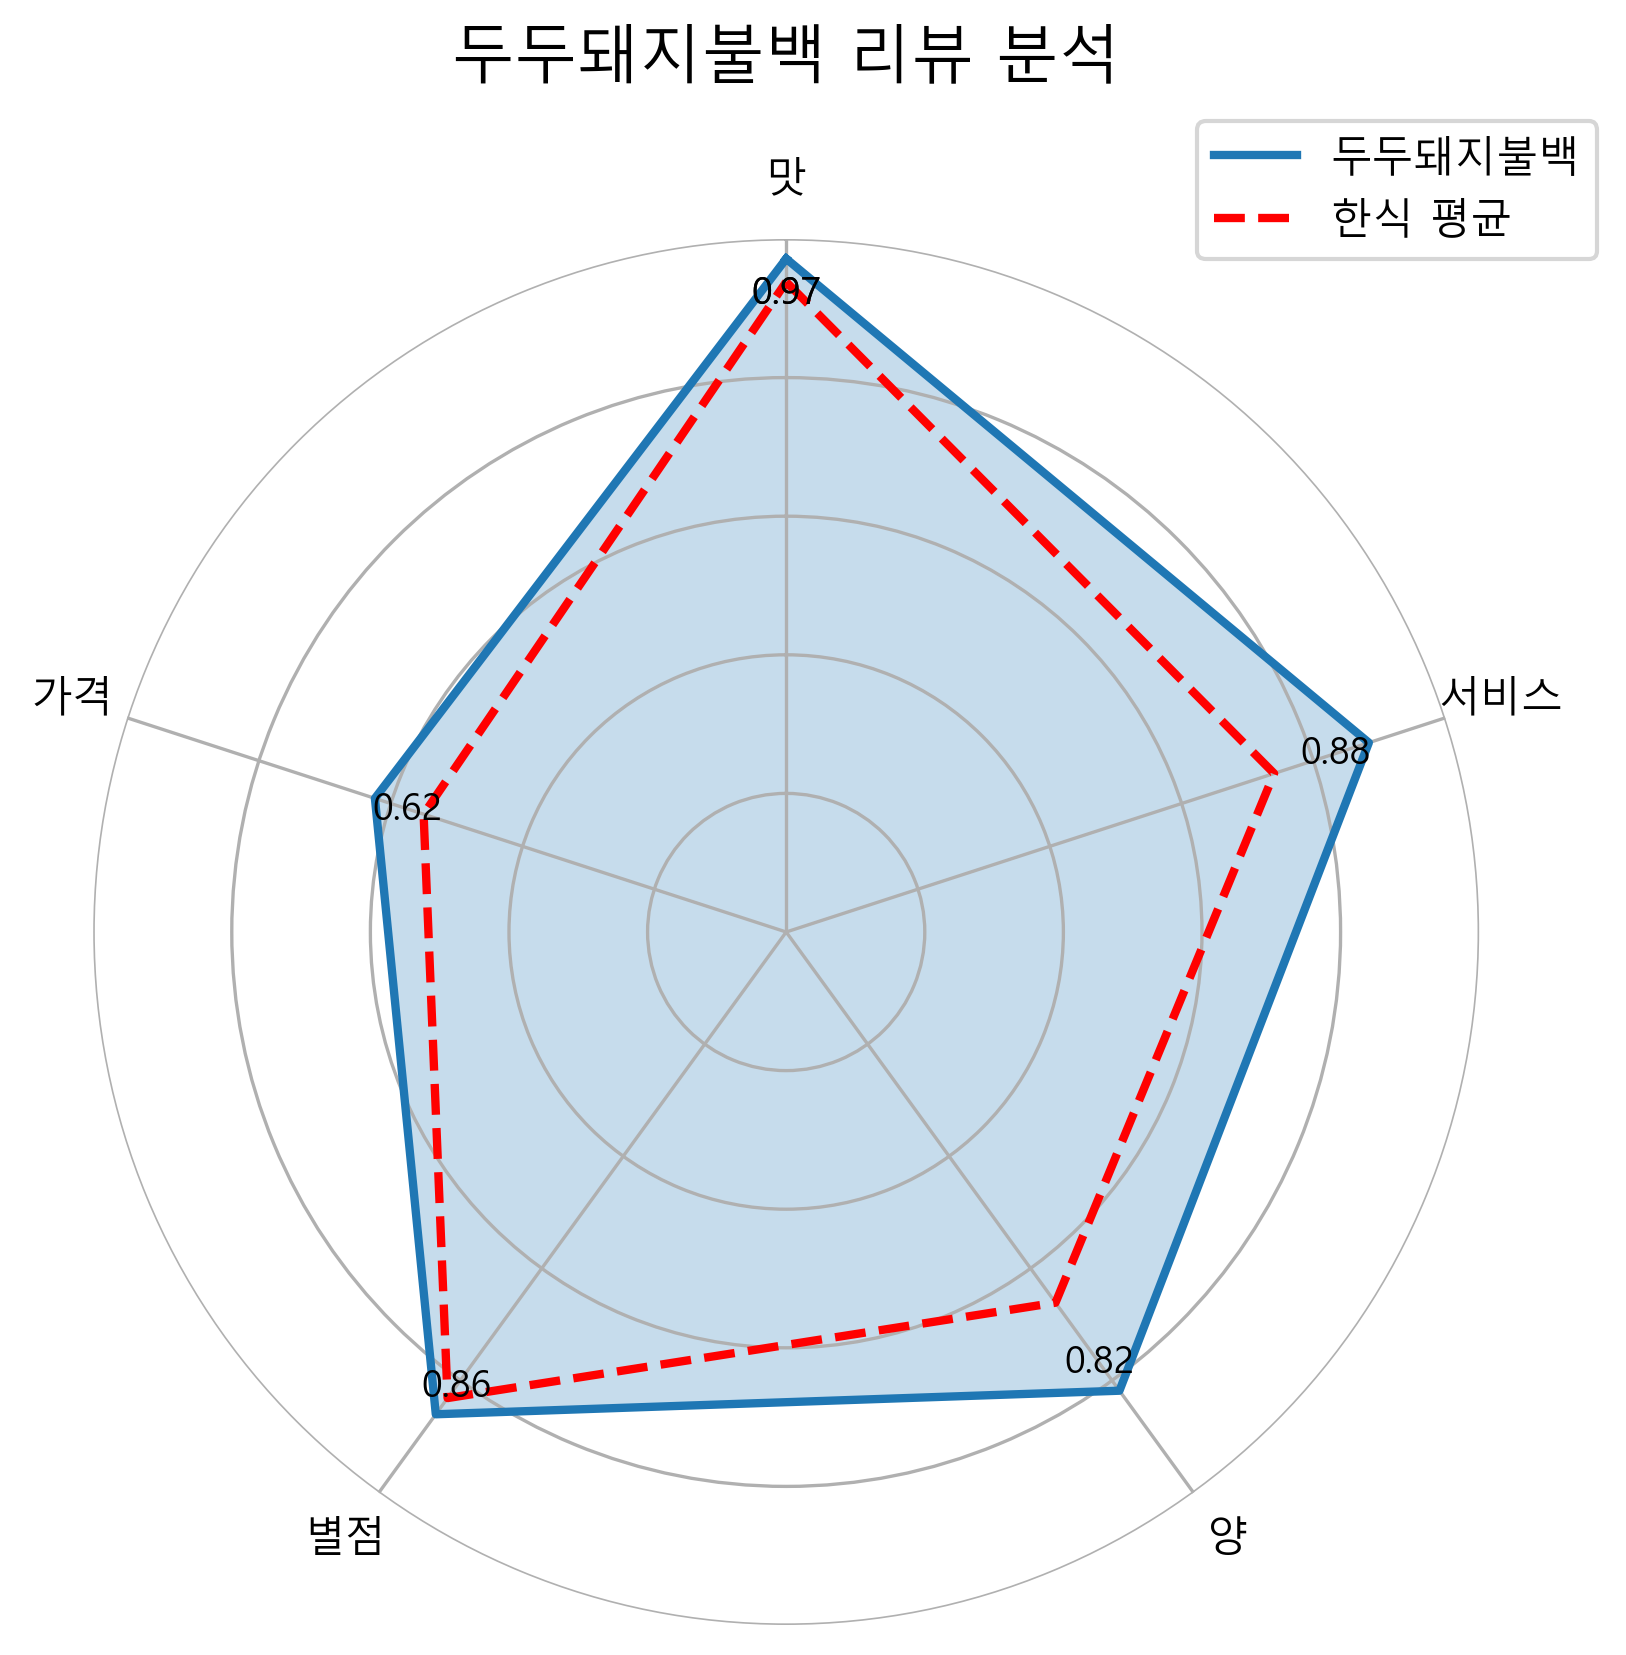 두두돼지불백 리뷰 분석
두두돼지불백
한식 평균
맛
0.97
가격
서비스
0.88
0.62
0.82
0.86
별점
양